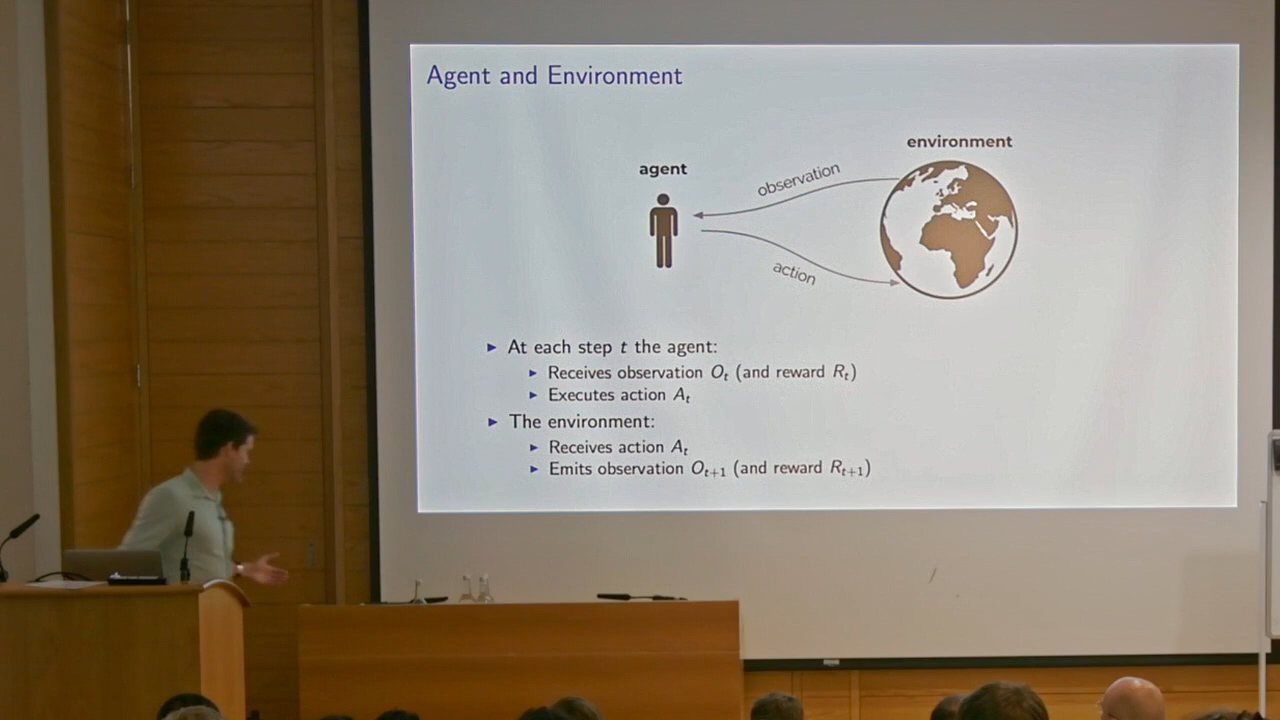 Agent and Environment
environment
agent
observation
action
► At each step t the agent:
► Receives observation Oₜ (and reward Rₜ)
► Executes action Aₜ
► The environment:
► Receives action Aₜ
► Emits observation Oₜ₊₁ (and reward Rₜ₊₁)